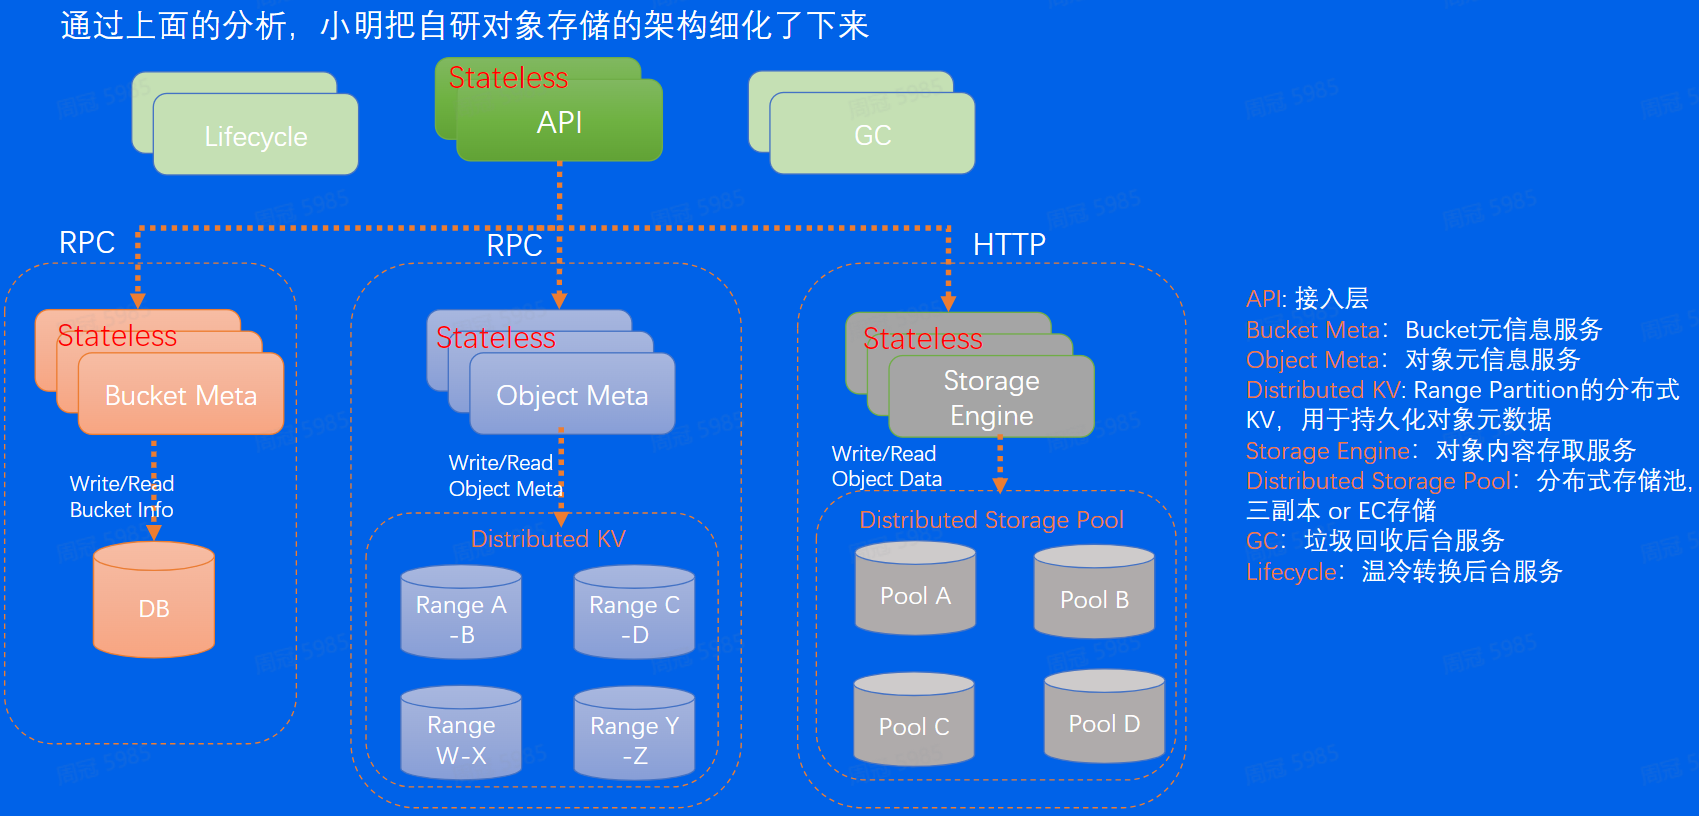 通过上面的分析，小明把自研对象存储的架构细化了下来
Stateless
API
Lifecycle
GC
RPC
RPC
HTTP
Stateless
Bucket Meta
Stateless
Object Meta
Stateless
Storage
Engine
Write/Read
Bucket Info
Write/Read
Object Meta
Write/Read
Object Data
DB
Distributed KV
Range A
-B
Range C
-D
Range
W-X
Range Y
-Z
Distributed Storage Pool
Pool A
Pool B
Pool C
Pool D
API: 接入层
Bucket Meta：Bucket元信息服务
Object Meta：对象元信息服务
Distributed KV: Range Partition的分布式
KV，用于持久化对象元数据
Storage Engine：对象内容存取服务
Distributed Storage Pool：分布式存储池,
三副本 or EC存储
GC：垃圾回收后台服务
Lifecycle：温冷转换后台服务
周冠 5985